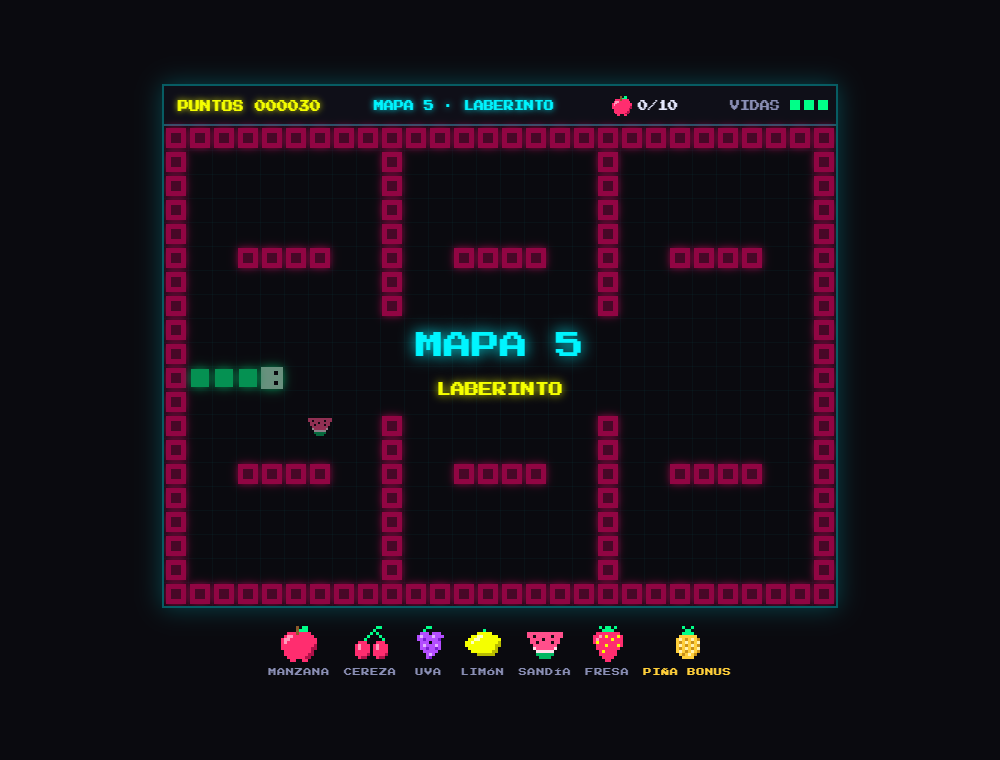 PUNTOS 000030
MAPA 5 · LABERINTO
0/10
VIDAS
MAPA 5
LABERINTO
MANZANA
CEREZA
UVA
LIMóN
SANDíA
FRESA
PIñA BONUS